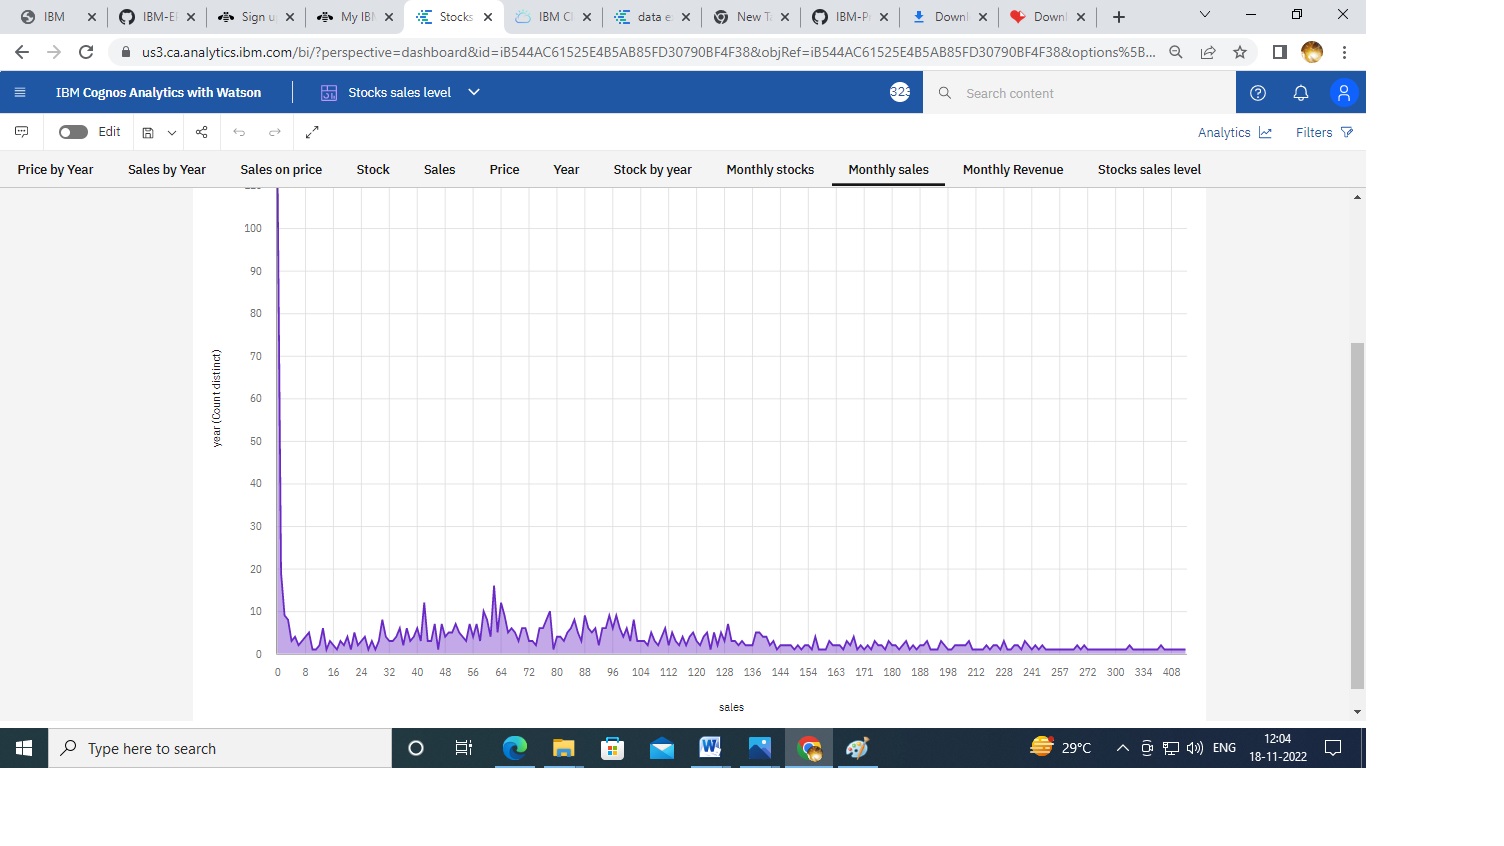 IBM IBM-E Sign u My IBM Stocks IBM C data e New T IBM-P Downl Downl
us3.ca.analytics.ibm.com/bi/?perspective=dashboard&id=iB544AC61525E4B5AB85FD30790BF4F38&objRef=iB544AC61525E4B5AB85FD30790BF4F38&options%5B...
IBM Cognos Analytics with Watson Stocks sales level 323 Search content
Edit Analytics Filters
Price by Year Sales by Year Sales on price Stock Sales Price Year Stock by year Monthly stocks Monthly sales Monthly Revenue Stocks sales level
100
90
80
70
60
50
40
30
20
10
0
year (Count distinct)
0 8 16 24 32 40 48 56 64 72 80 88 96 104 112 120 128 136 144 154 163 171 180 188 198 212 228 241 257 272 300 334 408
sales
Type here to search 29°C ENG 12:04
18-11-2022